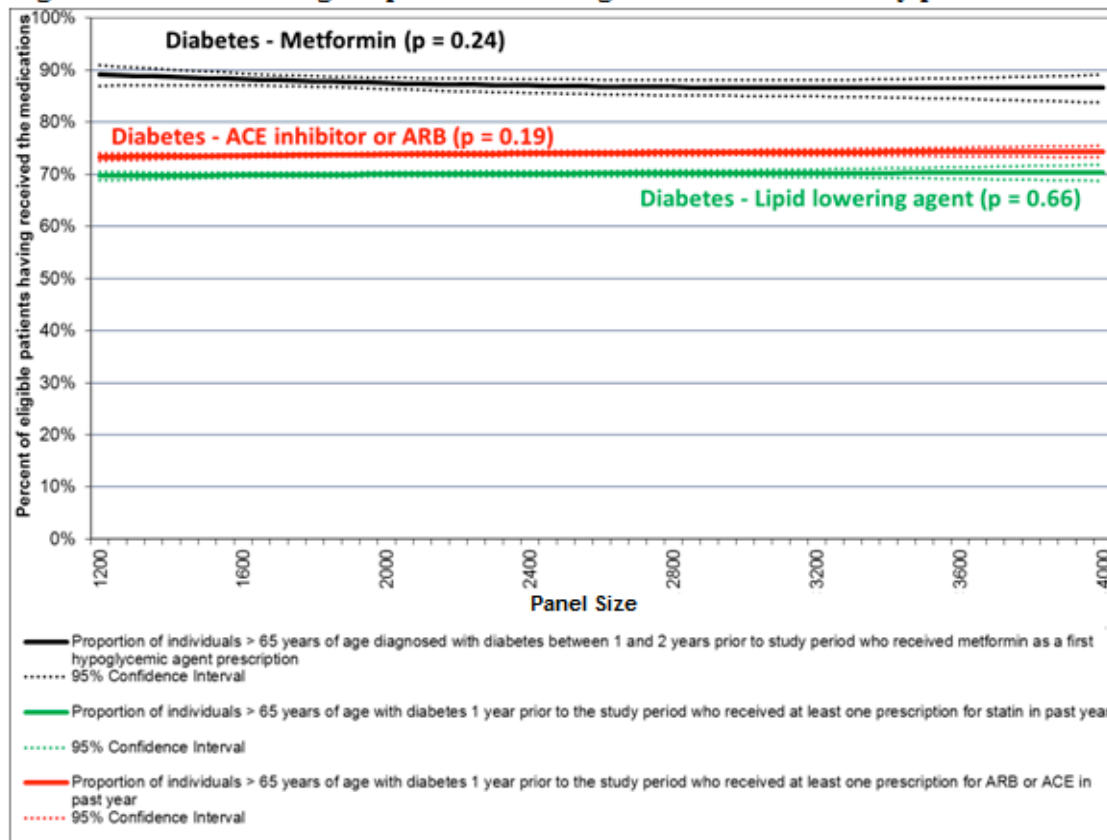 100%
Diabetes - Metformin (p = 0.24)
90%
80%
Diabetes - ACE inhibitor or ARB (p = 0.19)
70%
Diabetes - Lipid lowering agent (p = 0.66)
60%
50%
40%
30%
20%
10%
0%
Percent of eligible patients having received the medications
1200
1600
2000
2400
2800
3200
3600
4000
Panel Size
Proportion of individuals > 65 years of age diagnosed with diabetes between 1 and 2 years prior to study period who received metformin as a first
hypoglycemic agent prescription
95% Confidence Interval
Proportion of individuals > 65 years of age with diabetes 1 year prior to the study period who received at least one prescription for statin in past year
95% Confidence Interval
Proportion of individuals > 65 years of age with diabetes 1 year prior to the study period who received at least one prescription for ARB or ACE in
past year
95% Confidence Interval